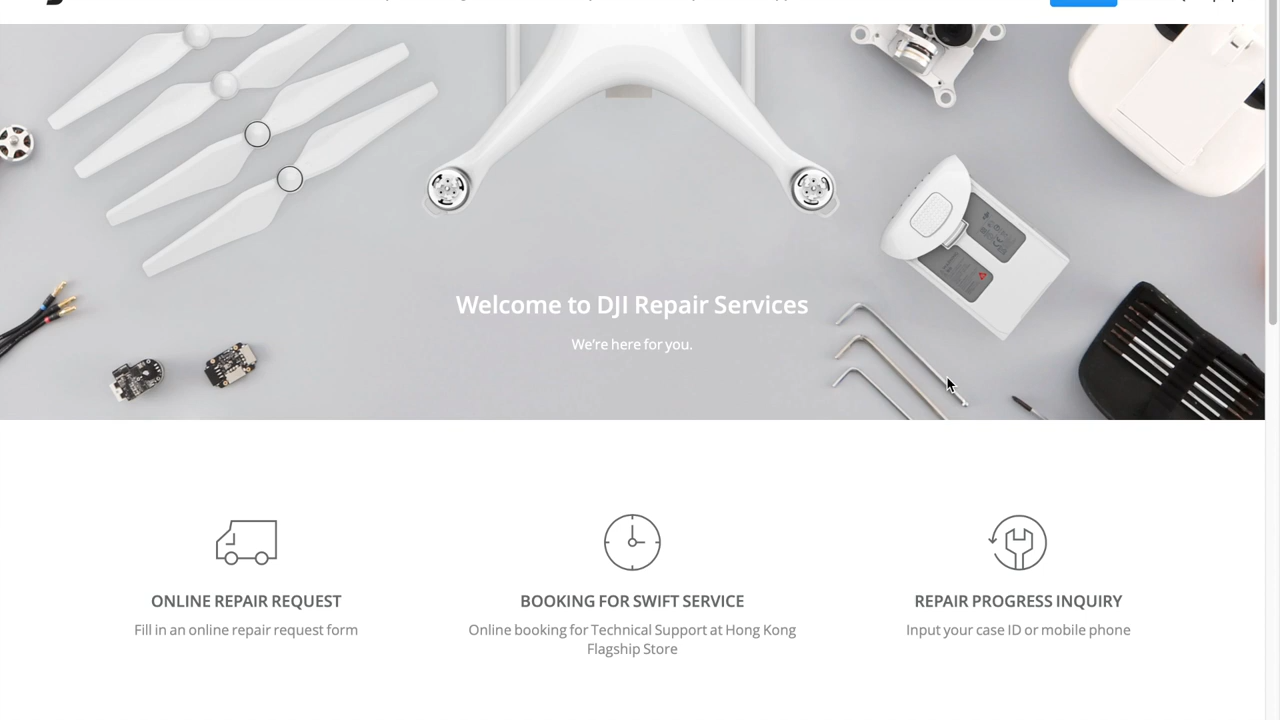 Welcome to DJI Repair Services
We're here for you.
ONLINE REPAIR REQUEST
BOOKING FOR SWIFT SERVICE
REPAIR PROGRESS INQUIRY
Fill in an online repair request form
Online booking for Technical Support at Hong Kong
Flagship Store
Input your case ID or mobile phone